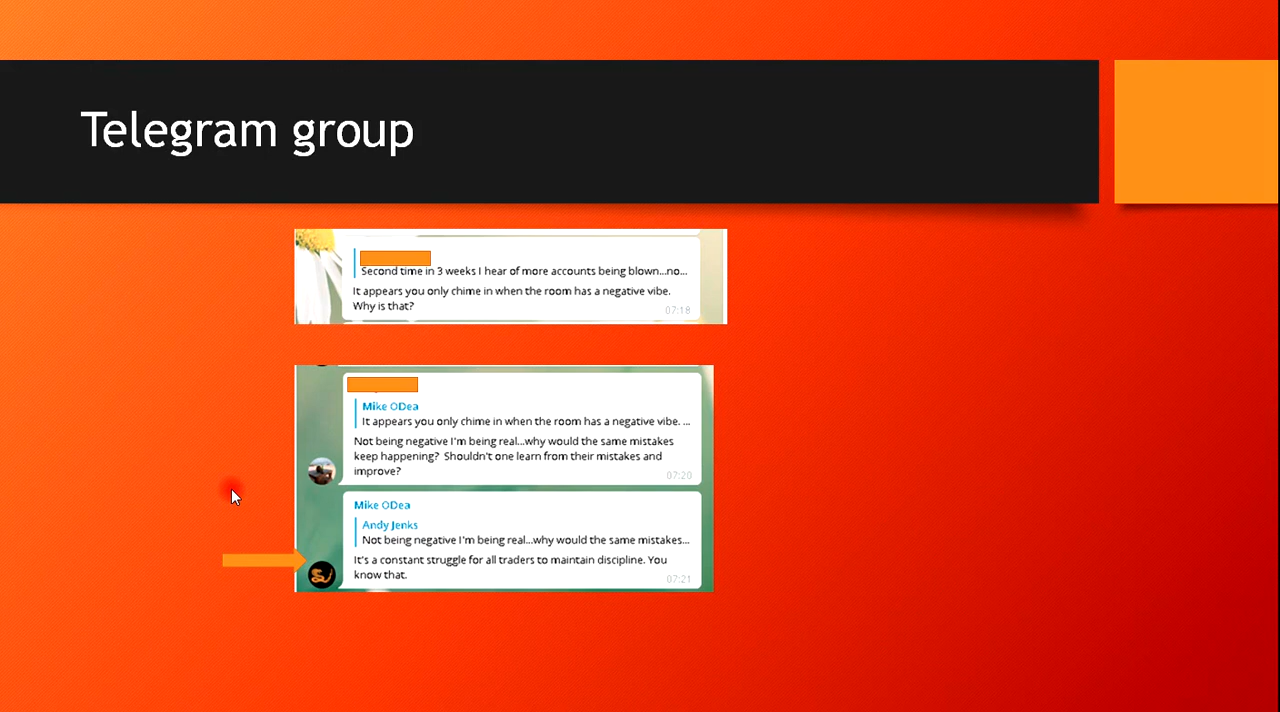 Telegram group
Second time in 3 weeks I hear of more accounts being blown...no...
It appears you only chime in when the room has a negative vibe.
Why is that?
07:18
Mike ODea
It appears you only chime in when the room has a negative vibe. ...
Not being negative I'm being real...why would the same mistakes
keep happening? Shouldn't one learn from their mistakes and
improve?
07:20
Mike ODea
Andy Jenks
Not being negative I'm being real...why would the same mistakes...
It's a constant struggle for all traders to maintain discipline. You
know that.
07:21